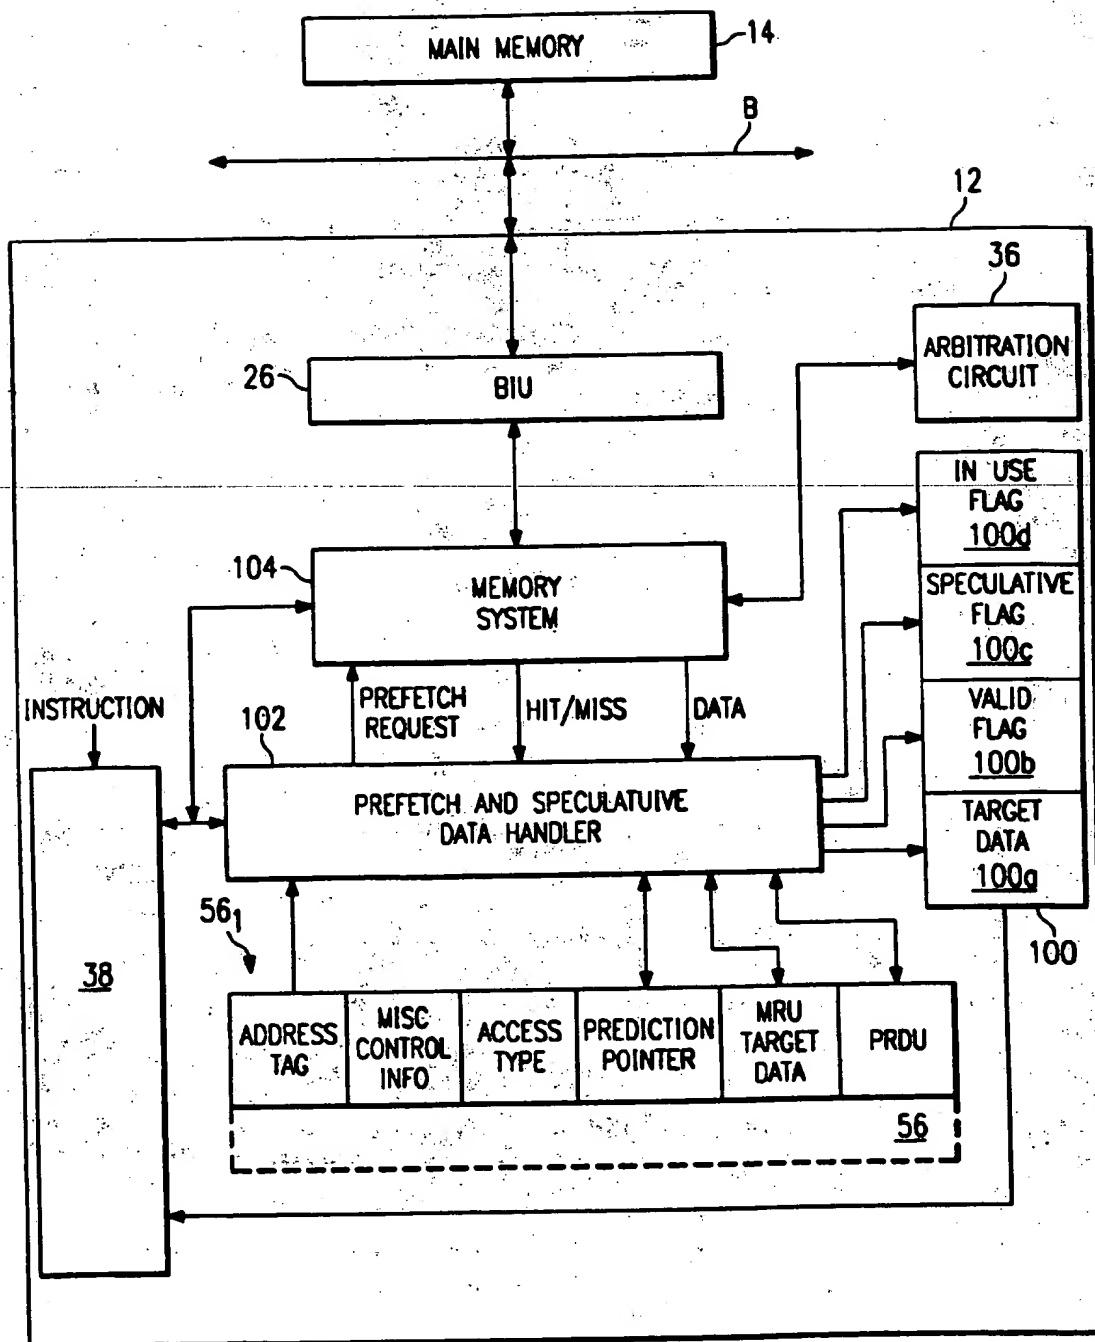 MAIN MEMORY
14
B
12
36
ARBITRATION
CIRCUIT
26
BIU
IN USE
FLAG
100d
104
MEMORY
SYSTEM
SPECULATIVE
FLAG
100c
INSTRUCTION
PREFETCH
REQUEST
HIT/MISS
DATA
VALID
FLAG
100b
102
PREFETCH AND SPECULATUIVE
DATA HANDLER
TARGET
DATA
100a
100
56₁
38
ADDRESS
TAG
MISC
CONTROL
INFO
ACCESS
TYPE
PREDICTION
POINTER
MRU
TARGET
DATA
PRDU
56